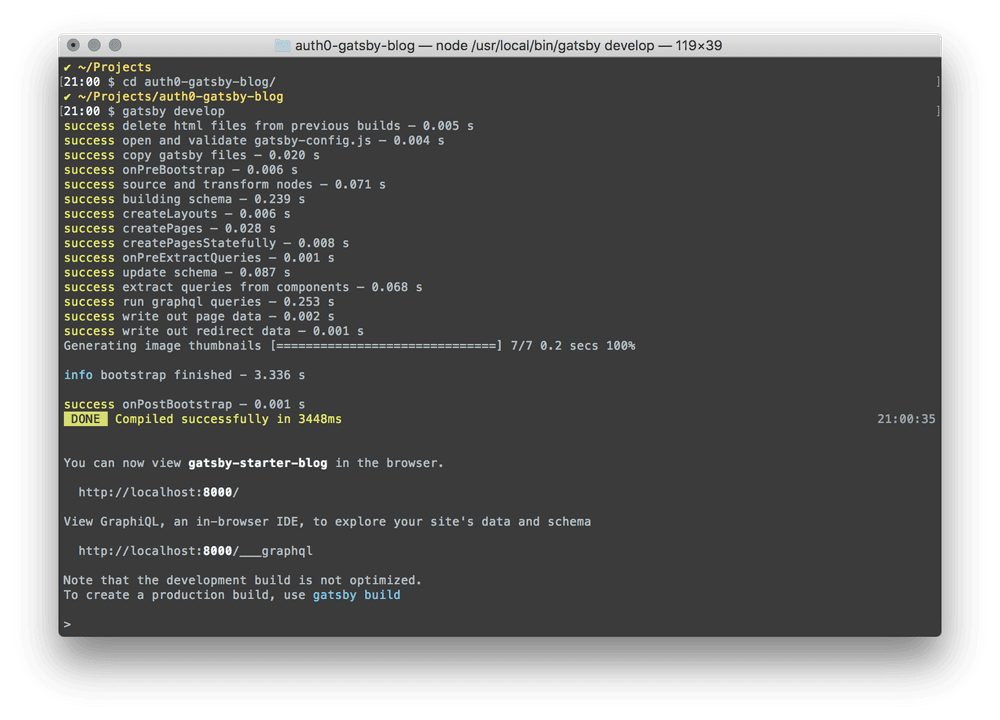 auth0-gatsby-blog — node /usr/local/bin/gatsby develop — 119×39
✔ ~/Projects
[21:00 $ cd auth0-gatsby-blog/ ]
✔ ~/Projects/auth0-gatsby-blog
[21:00 $ gatsby develop ]
success delete html files from previous builds — 0.005 s
success open and validate gatsby-config.js — 0.004 s
success copy gatsby files — 0.020 s
success onPreBootstrap — 0.006 s
success source and transform nodes — 0.071 s
success building schema — 0.239 s
success createLayouts — 0.006 s
success createPages — 0.028 s
success createPagesStatefully — 0.008 s
success onPreExtractQueries — 0.001 s
success update schema — 0.087 s
success extract queries from components — 0.068 s
success run graphql queries — 0.253 s
success write out page data — 0.002 s
success write out redirect data — 0.001 s
Generating image thumbnails [==============================] 7/7 0.2 secs 100%
info bootstrap finished - 3.336 s
success onPostBootstrap — 0.001 s
DONE Compiled successfully in 3448ms 21:00:35
You can now view gatsby-starter-blog in the browser.
http://localhost:8000/
View GraphiQL, an in-browser IDE, to explore your site's data and schema
http://localhost:8000/___graphql
Note that the development build is not optimized.
To create a production build, use gatsby build
>